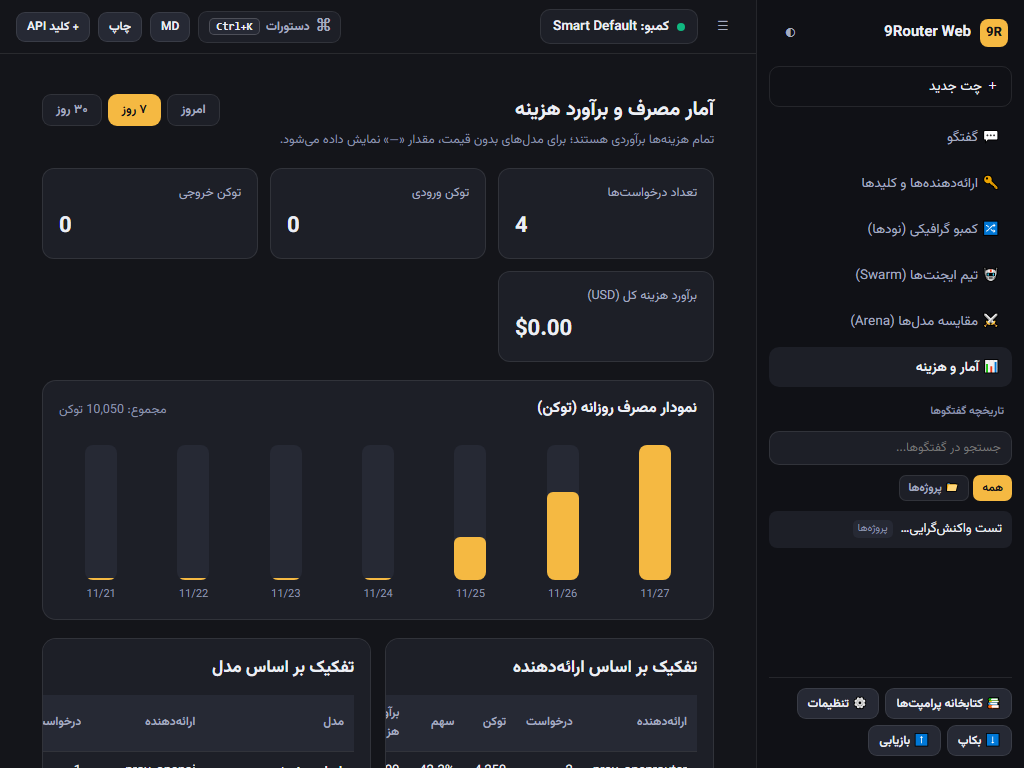 9R
9Router Web
+ چت جدید
گفتگو
ارائه‌دهنده‌ها و کلیدها
کمبو گرافیکی (نودها)
تیم ایجنت‌ها (Swarm)
مقایسه مدل‌ها (Arena)
آمار و هزینه
تاریخچه گفتگوها
جستجو در گفتگوها...
همه
پروژه‌ها
تست واکنش‌گرایی...
پروژه‌ها
کتابخانه پرامپت‌ها
تنظیمات
بکاپ
بازیابی
کمبو: Smart Default
دستورات Ctrl+K
MD
چاپ
+ کلید API
آمار مصرف و برآورد هزینه
امروز
۷ روز
۳۰ روز
تمام هزینه‌ها برآوردی هستند؛ برای مدل‌های بدون قیمت، مقدار «—» نمایش داده می‌شود.
تعداد درخواست‌ها
4
توکن ورودی
0
توکن خروجی
0
برآورد هزینه کل (USD)
$0.00
نمودار مصرف روزانه (توکن)
مجموع: 10,050 توکن
11/27
11/26
11/25
11/24
11/23
11/22
11/21
تفکیک بر اساس ارائه‌دهنده
ارائه‌دهنده
درخواست
توکن
سهم
تفکیک بر اساس مدل
مدل
ارائه‌دهنده